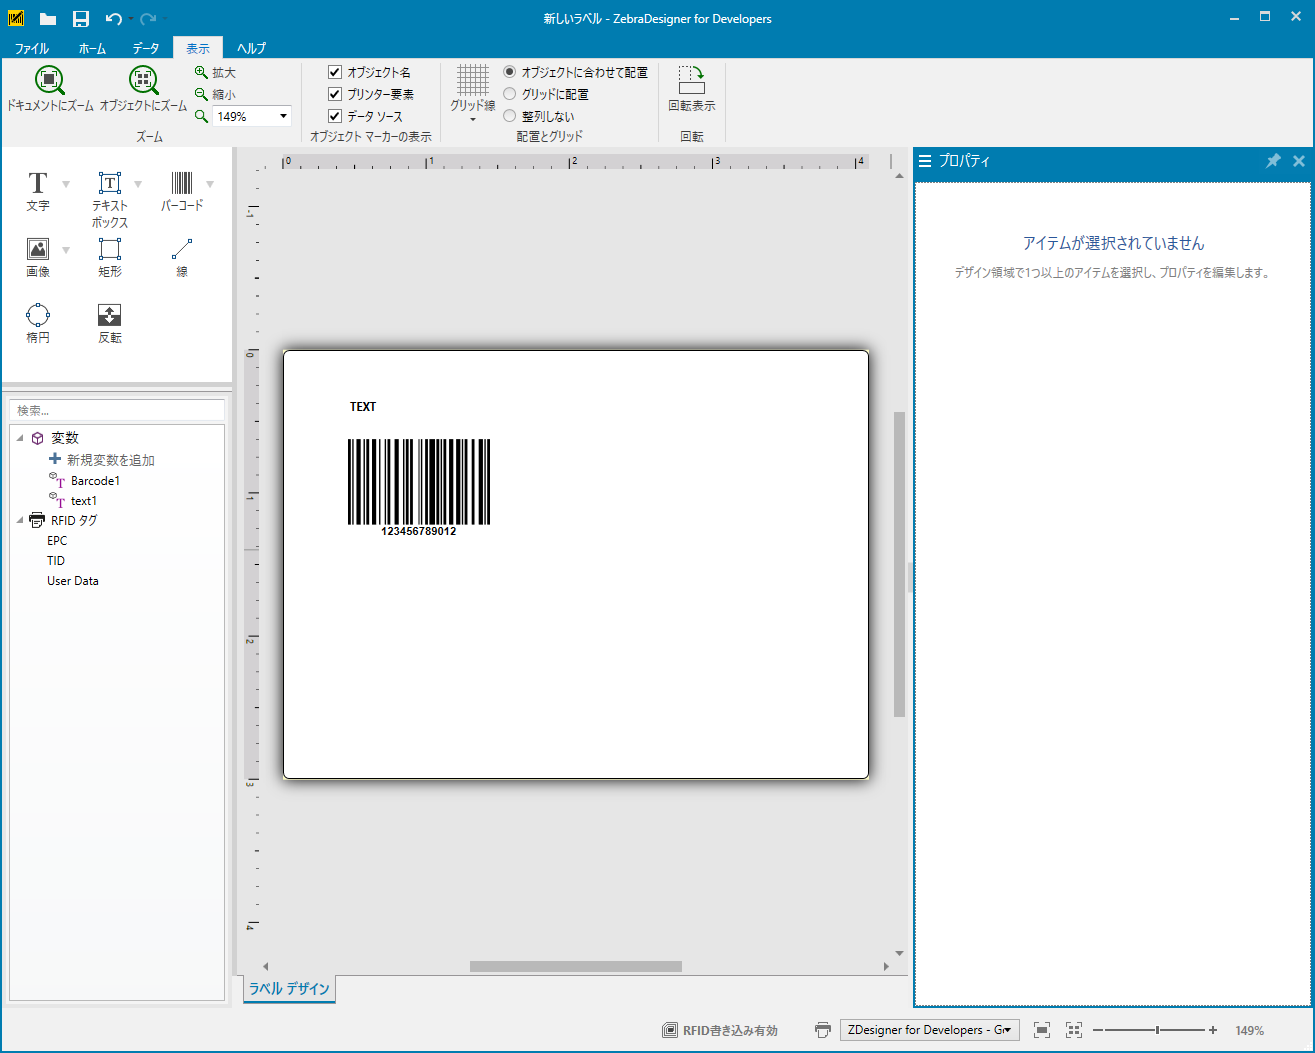 新しいラベル - ZebraDesigner for Developers
ファイル ホーム データ 表示 ヘルプ
ドキュメントにズーム オブジェクトにズーム
拡大
縮小
149%
ズーム
オブジェクト名
プリンター要素
データ ソース
オブジェクト マーカーの表示
グリッド線
オブジェクトに合わせて配置
グリッドに配置
整列しない
配置とグリッド
回転表示
回転
文字
テキスト
ボックス
バーコード
画像
矩形
線
楕円
反転
検索...
変数
新規変数を追加
Barcode1
text1
RFID タグ
EPC
TID
User Data
0 1 2 3 4
-1
0
1
2
3
4
TEXT
123456789012
ラベル デザイン
プロパティ
アイテムが選択されていません
デザイン領域で1つ以上のアイテムを選択し、プロパティを編集します。
RFID書き込み有効
ZDesigner for Developers - G
149%